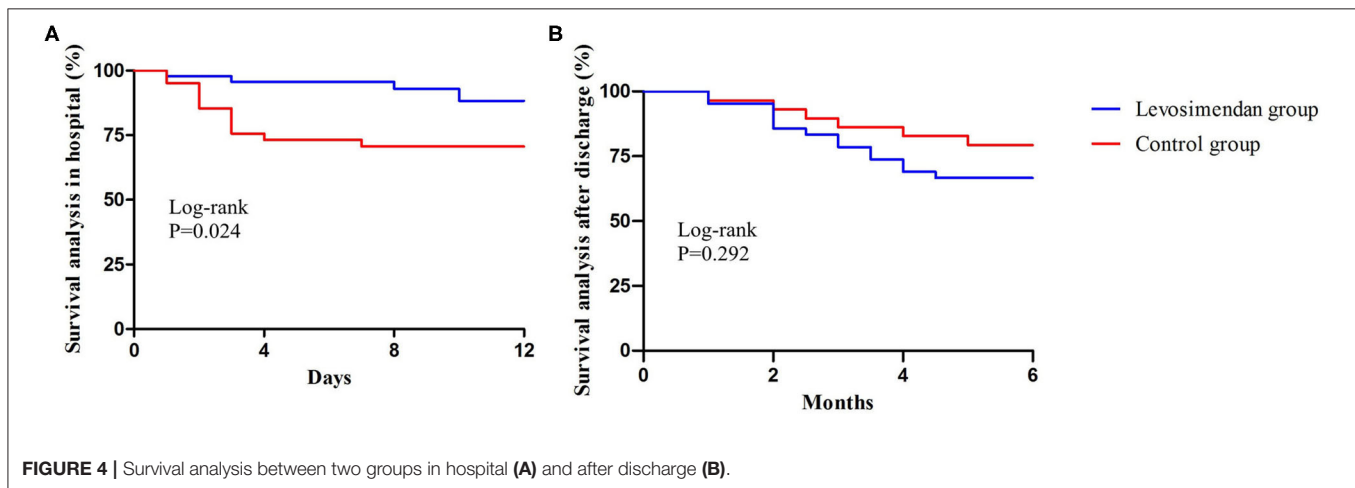 A
Survival analysis in hospital (%)
100
75
50
25
0
0 4 8 12
Days
Log-rank
P=0.024
B
Survival analysis after discharge (%)
100
75
50
25
0
0 2 4 6
Months
Log-rank
P=0.292
Levosimendan group
Control group
FIGURE 4 | Survival analysis between two groups in hospital (A) and after discharge (B).